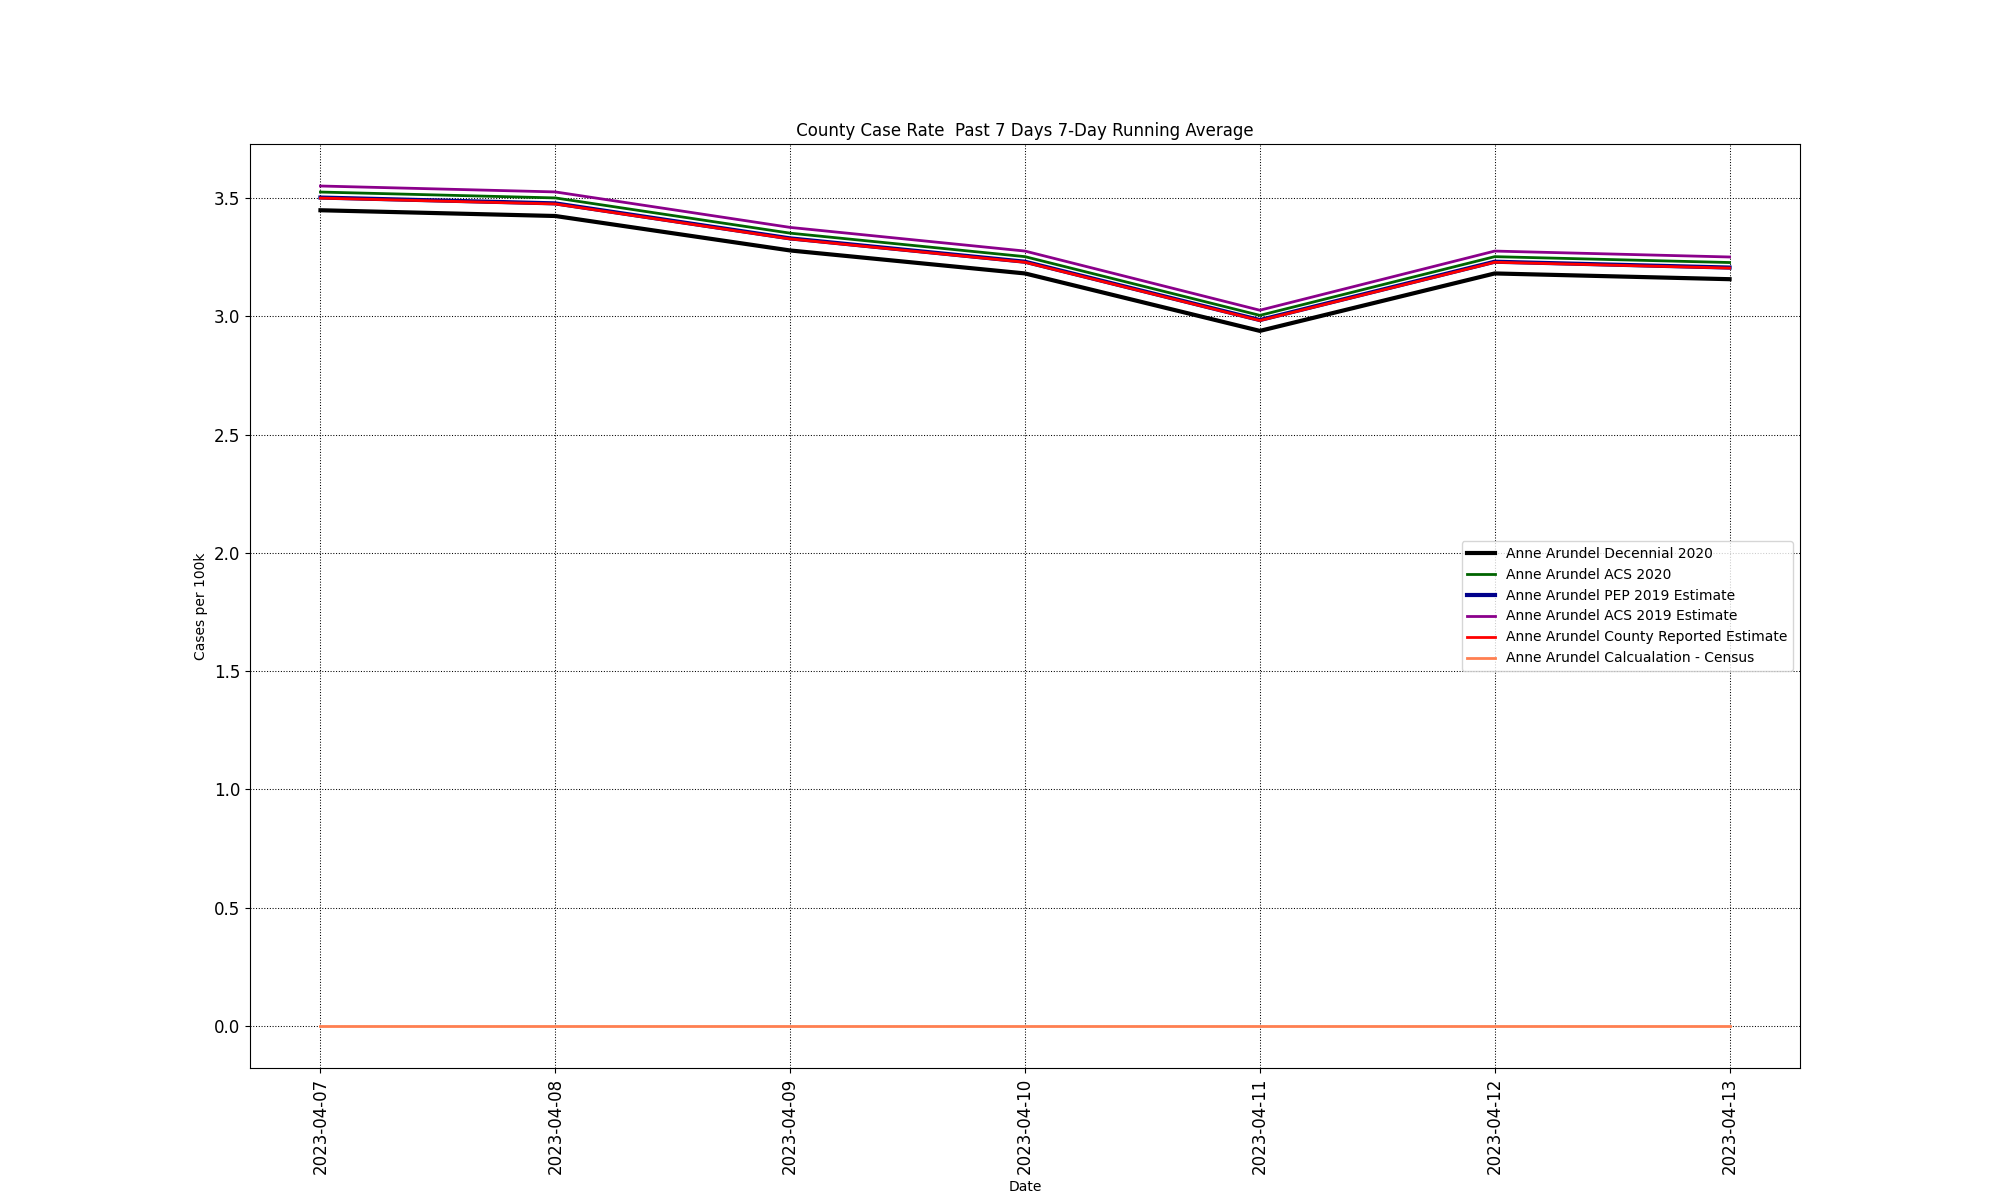 County Case Rate  Past 7 Days 7-Day Running Average
Cases per 100k
3.5
3.0
2.5
2.0
1.5
1.0
0.5
0.0
Anne Arundel Decennial 2020
Anne Arundel ACS 2020
Anne Arundel PEP 2019 Estimate
Anne Arundel ACS 2019 Estimate
Anne Arundel County Reported Estimate
Anne Arundel Calcualation - Census
2023-04-07
2023-04-08
2023-04-09
2023-04-10
2023-04-11
2023-04-12
2023-04-13
Date